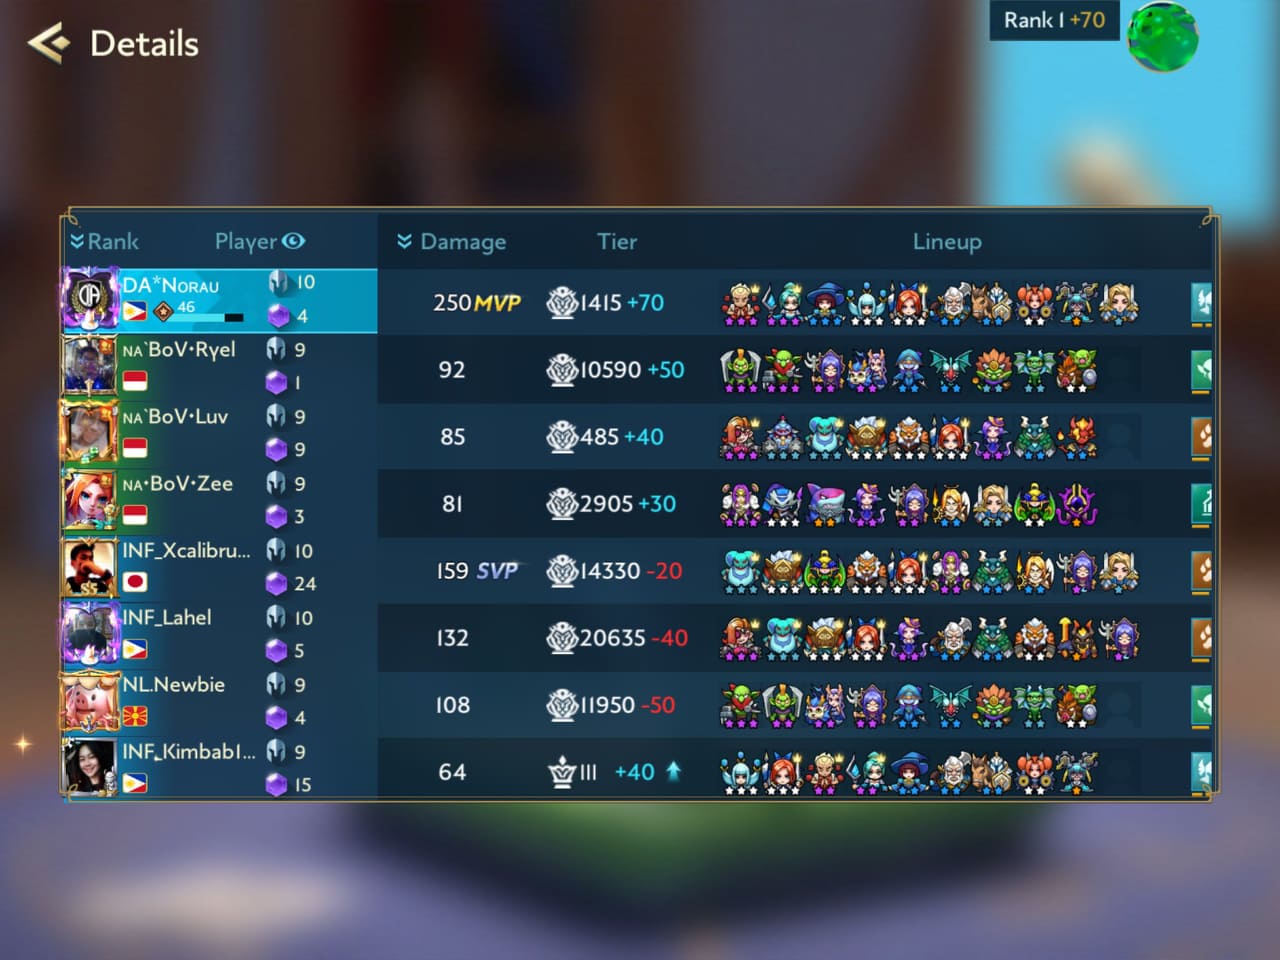 Details
Rank I +70
Rank Player Damage Tier Lineup
DA*Norau 10
46 4
250 MVP 1415 +70
NA`BoV•Ryel 9
1
92 10590 +50
NA`BoV•Luv 9
9
85 485 +40
NA•BoV•Zee 9
3
81 2905 +30
INF_Xcalibru... 10
24
159 SVP 14330 -20
INF_Lahel 10
5
132 20635 -40
NL.Newbie 9
4
108 11950 -50
INF_KimbabI... 9
15
64 III +40